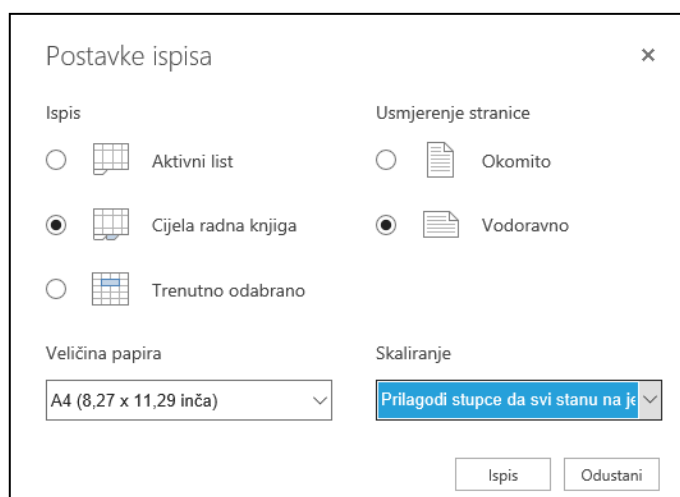 Postavke ispisa
Ispis
Aktivni list
Cijela radna knjiga
Trenutno odabrano
Usmjerenje stranice
Okomito
Vodoravno
Veličina papira
A4 (8,27 x 11,29 inča)
Skaliranje
Prilagodi stupce da svi stanu na je
Ispis
Odustani